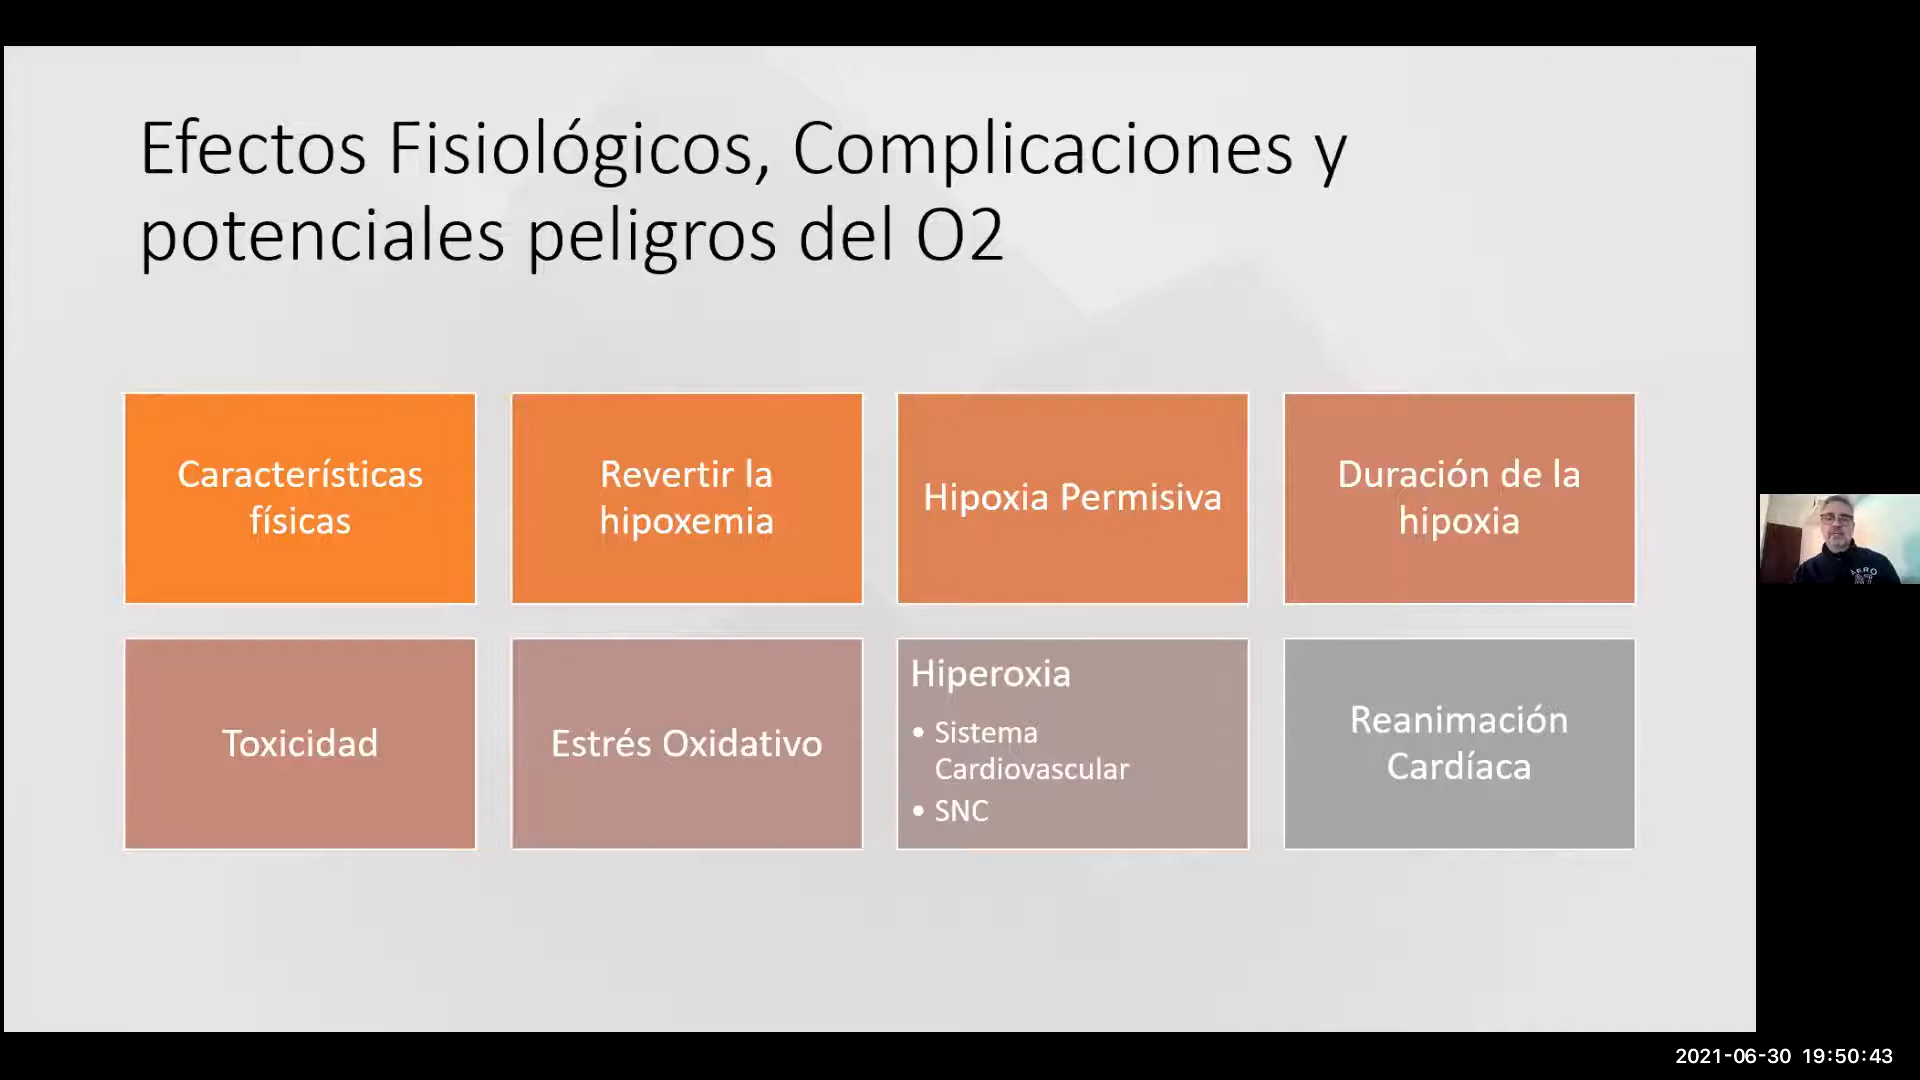 Efectos Fisiológicos, Complicaciones y
potenciales peligros del O2
Características
físicas
Revertir la
hipoxemia
Hipoxia Permisiva
Duración de la
hipoxia
Toxicidad
Estrés Oxidativo
Hiperoxia
• Sistema
Cardiovascular
• SNC
Reanimación
Cardíaca
2021-06-30 19:50:43